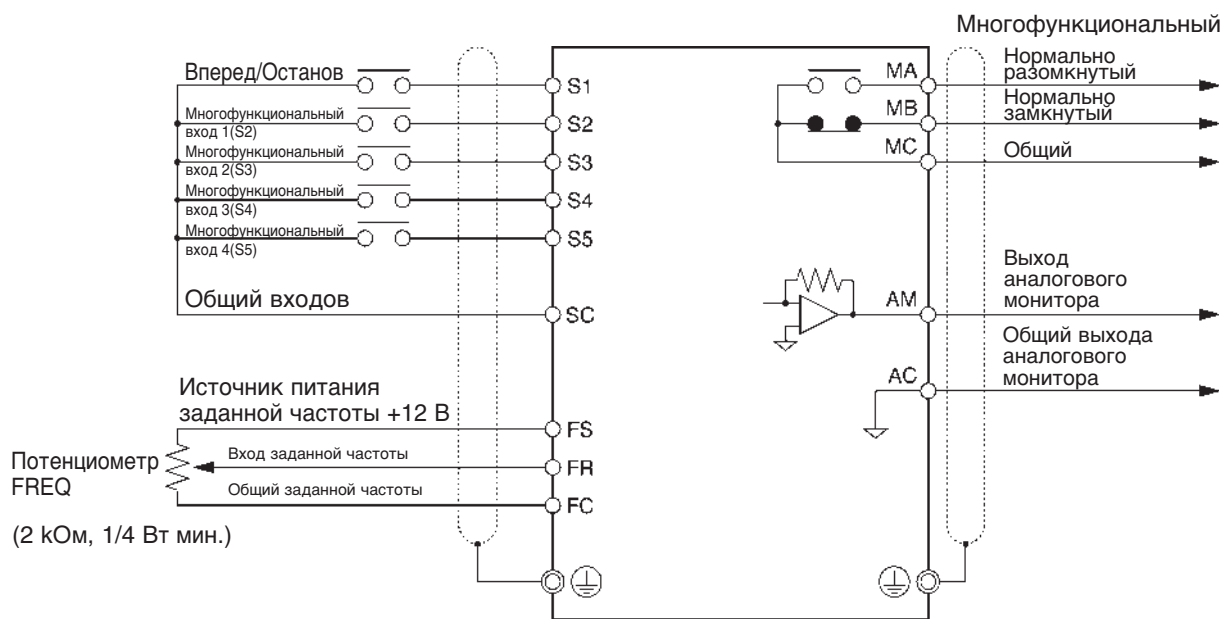 Многофункциональный
Вперед/Останов
S1
Многофункциональный
вход 1(S2)
S2
Многофункциональный
вход 2(S3)
S3
Многофункциональный
вход 3(S4)
S4
Многофункциональный
вход 4(S5)
S5
Общий входов
SC
Источник питания
заданной частоты +12 В
FS
Вход заданной частоты
FR
Общий заданной частоты
FC
Потенциометр
FREQ
(2 kОм, 1/4 Вт мин.)
MA
Нормально
разомкнутый
MB
Нормально
замкнутый
MC
Общий
AM
Выход
аналогового
монитора
AC
Общий выхода
аналогового
монитора